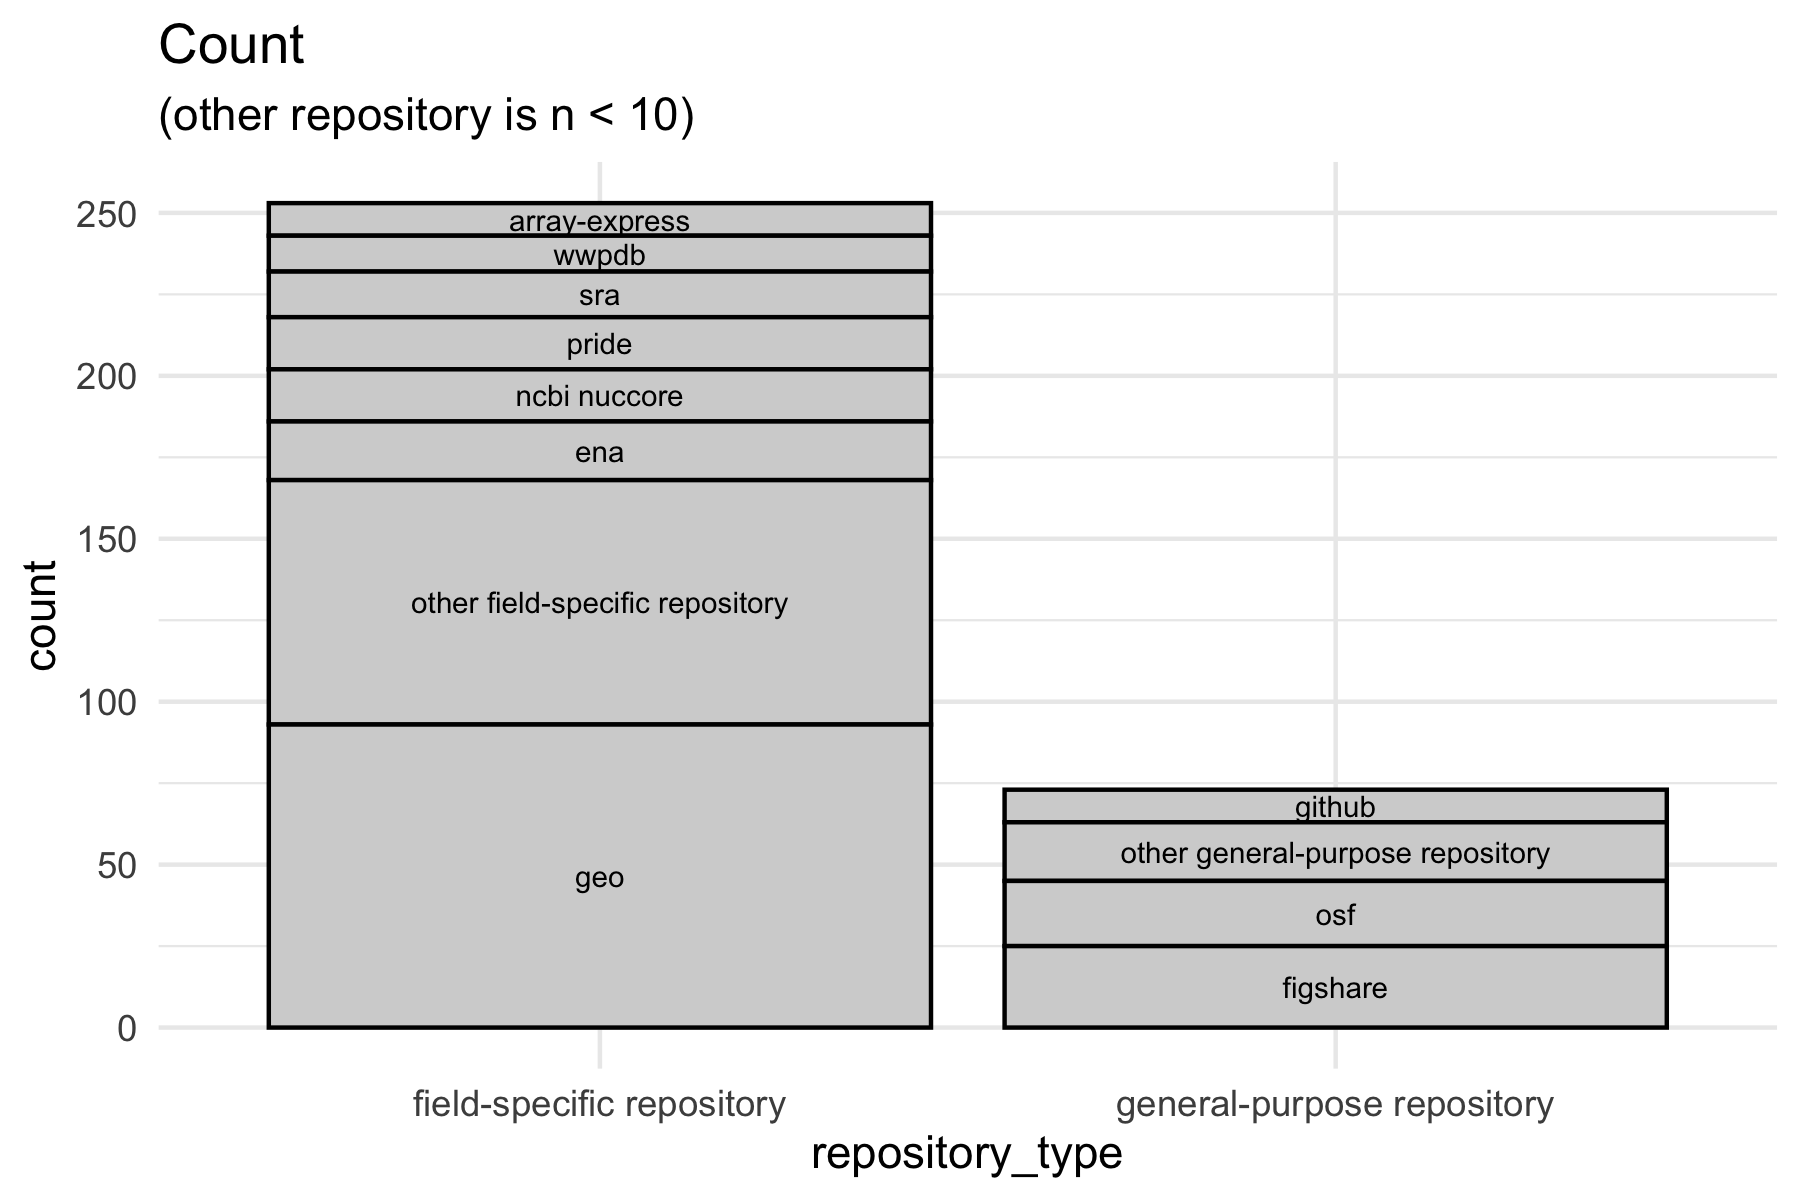 Count
(other repository is n < 10)
250
200
150
100
50
0
count
array-express
wwpdb
sra
pride
ncbi nuccore
ena
other field-specific repository
geo
github
other general-purpose repository
osf
figshare
field-specific repository
general-purpose repository
repository_type